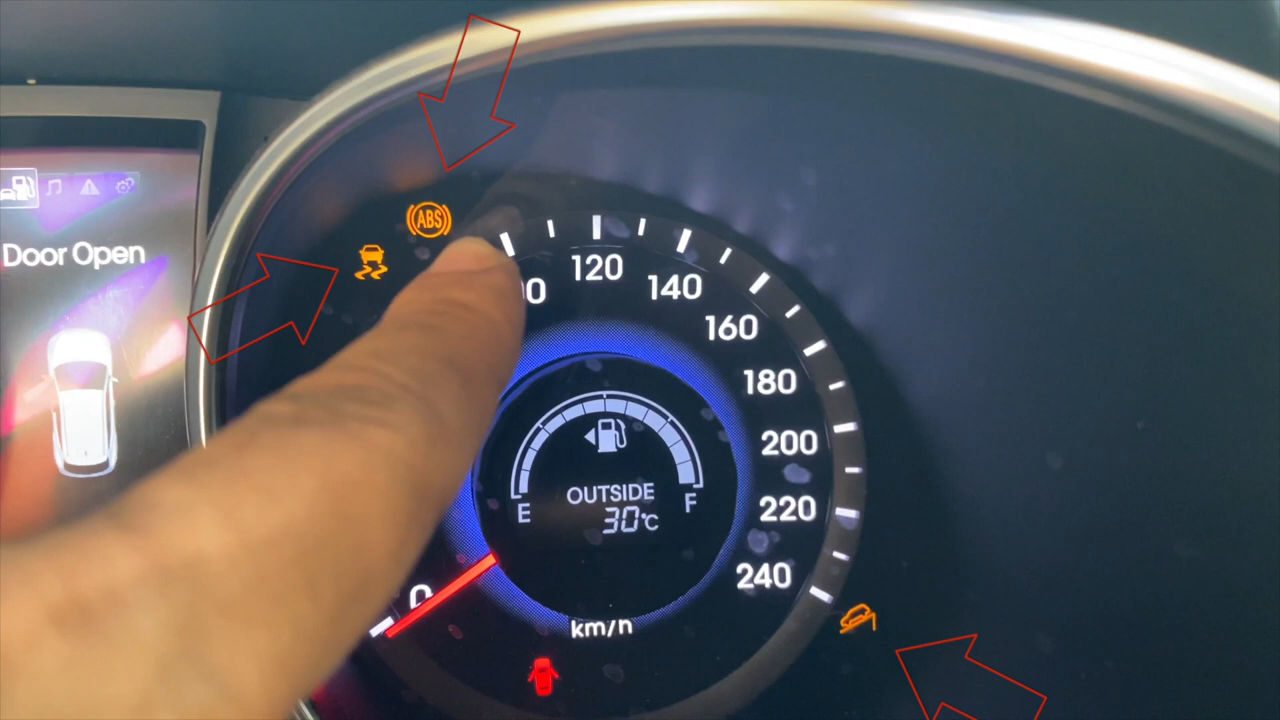 ABS
Door Open
120
140
160
180
200
220
240
OUTSIDE
30°C
E
F
0
km/h